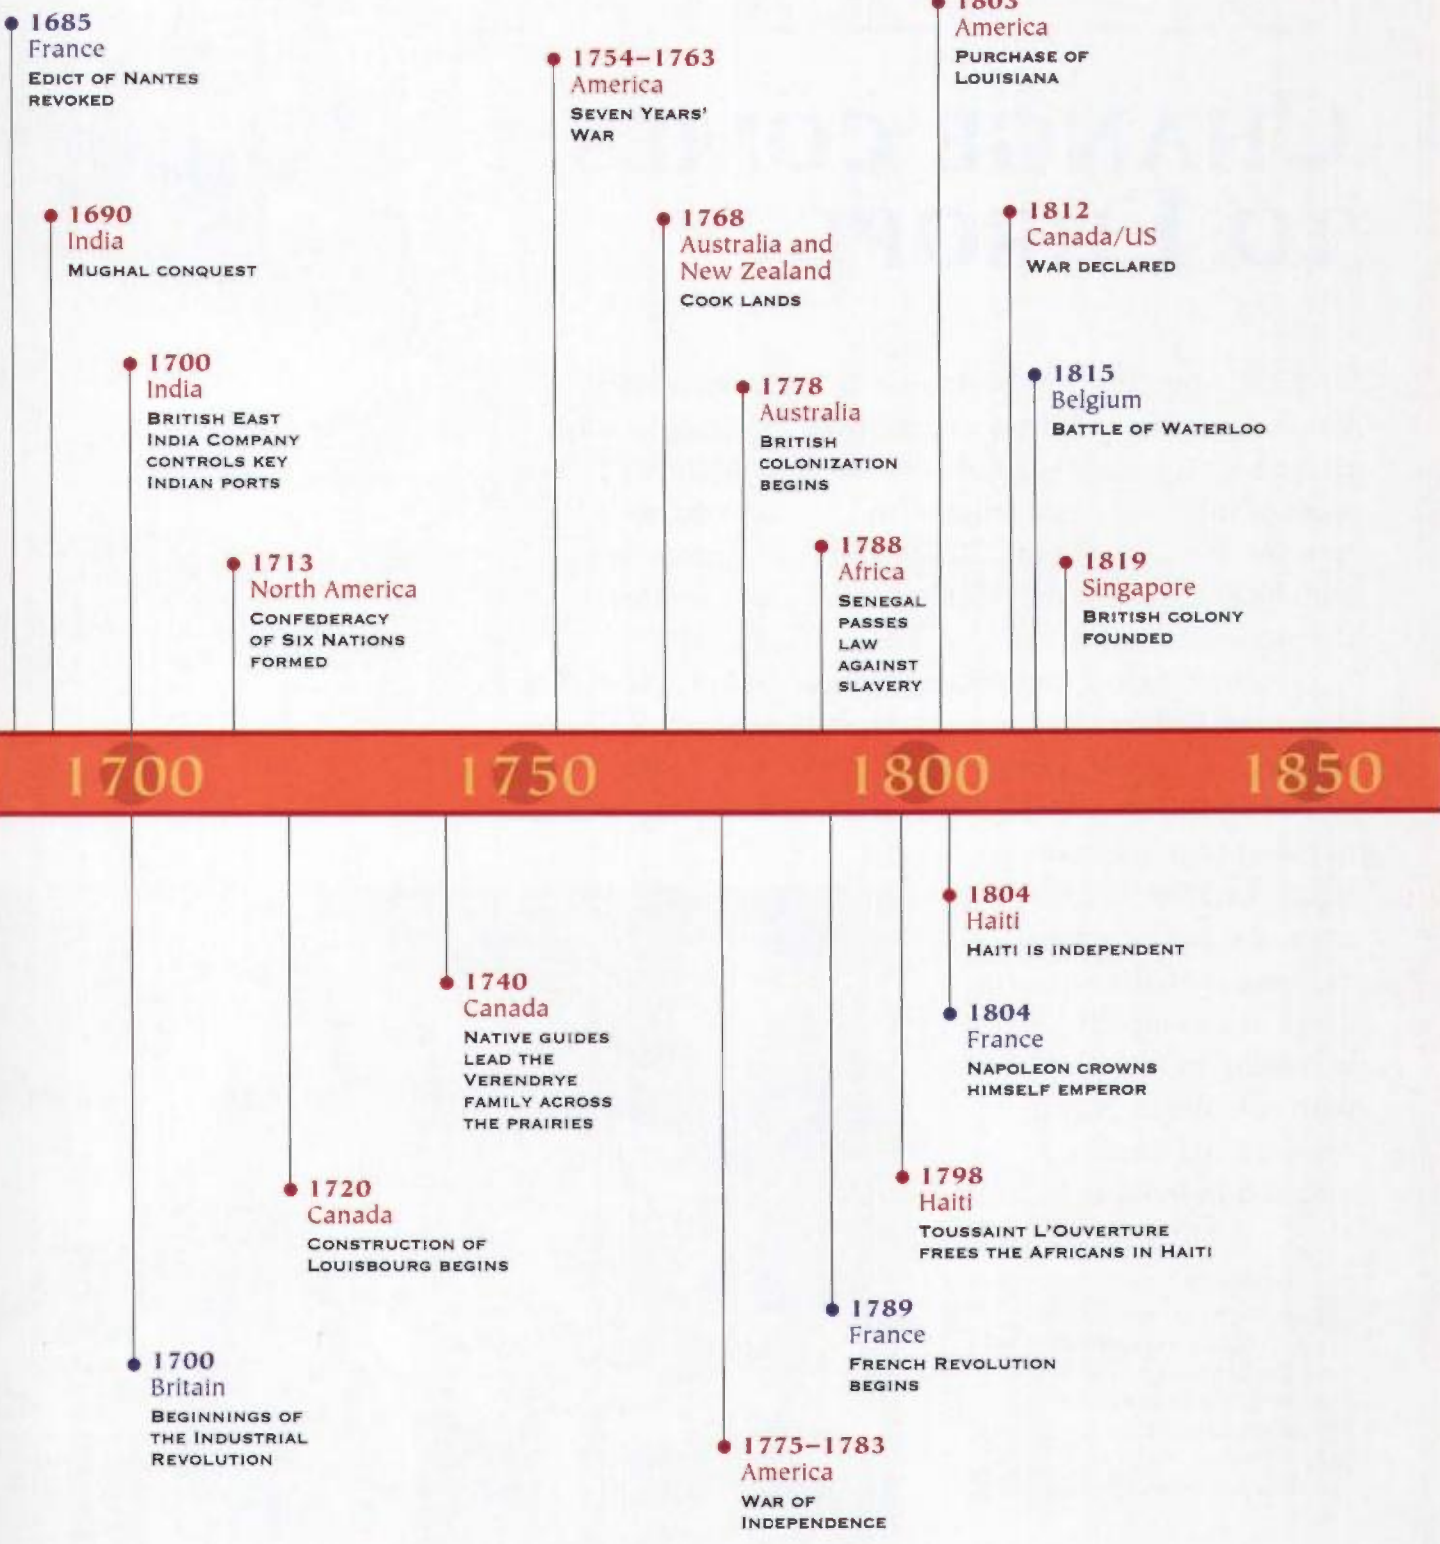 1685
France
EDICT OF NANTES
REVOKED
1690
India
MUGHAL CONQUEST
1700
India
BRITISH EAST
INDIA COMPANY
CONTROLS KEY
INDIAN PORTS
1713
North America
CONFEDERACY
OF SIX NATIONS
FORMED
1754–1763
America
SEVEN YEARS'
WAR
1768
Australia and
New Zealand
COOK LANDS
1778
Australia
BRITISH
COLONIZATION
BEGINS
1788
Africa
SENEGAL
PASSES
LAW
AGAINST
SLAVERY
1803
America
PURCHASE OF
LOUISIANA
1812
Canada/US
WAR DECLARED
1815
Belgium
BATTLE OF WATERLOO
1819
Singapore
BRITISH COLONY
FOUNDED
1700 1750 1800 1850
1700
Britain
BEGINNINGS OF
THE INDUSTRIAL
REVOLUTION
1720
Canada
CONSTRUCTION OF
LOUISBOURG BEGINS
1740
Canada
NATIVE GUIDES
LEAD THE
VERENDRYE
FAMILY ACROSS
THE PRAIRIES
1775–1783
America
WAR OF
INDEPENDENCE
1789
France
FRENCH REVOLUTION
BEGINS
1798
Haiti
TOUSSAINT L'OUVERTURE
FREES THE AFRICANS IN HAITI
1804
Haiti
HAITI IS INDEPENDENT
1804
France
NAPOLEON CROWNS
HIMSELF EMPEROR